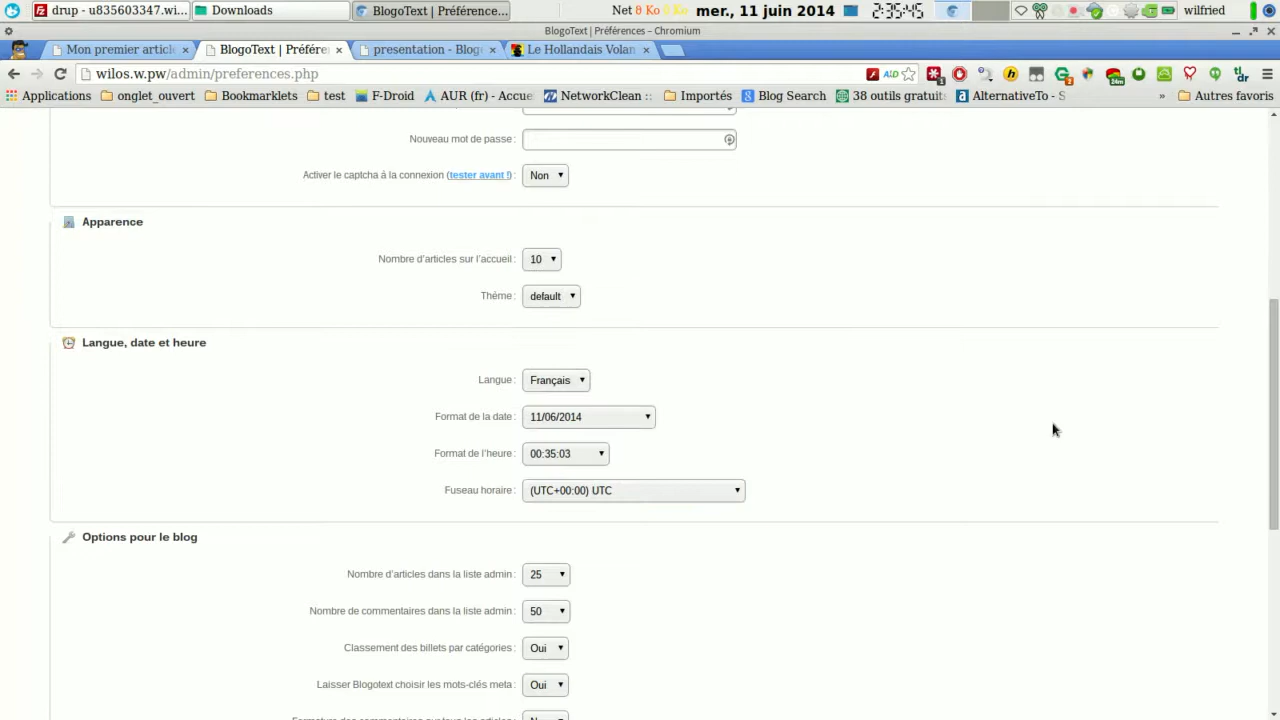 drup - u835603347.wi...
Downloads
BlogoText | Préférence...
Net 0 Ko 0 Ko
mer., 11 juin 2014
2:35:45
wilfried
BlogoText | Préférences – Chromium
Mon premier articl
BlogoText | Préfére
presentation - Blog
Le Hollandais Volan
wilos.w.pw/admin/preferences.php
Applications
onglet_ouvert
Bookmarklets
test
F-Droid
AUR (fr) - Accue
NetworkClean ::
Importés
Blog Search
38 outils gratuit
AlternativeTo - S
»
Autres favoris
Nouveau mot de passe :
Activer le captcha à la connexion (tester avant !) :
Non
Apparence
Nombre d'articles sur l'accueil :
10
Thème :
default
Langue, date et heure
Langue :
Français
Format de la date :
11/06/2014
Format de l'heure :
00:35:03
Fuseau horaire :
(UTC+00:00) UTC
Options pour le blog
Nombre d'articles dans la liste admin :
25
Nombre de commentaires dans la liste admin :
50
Classement des billets par catégories :
Oui
Laisser Blogotext choisir les mots-clés meta :
Oui